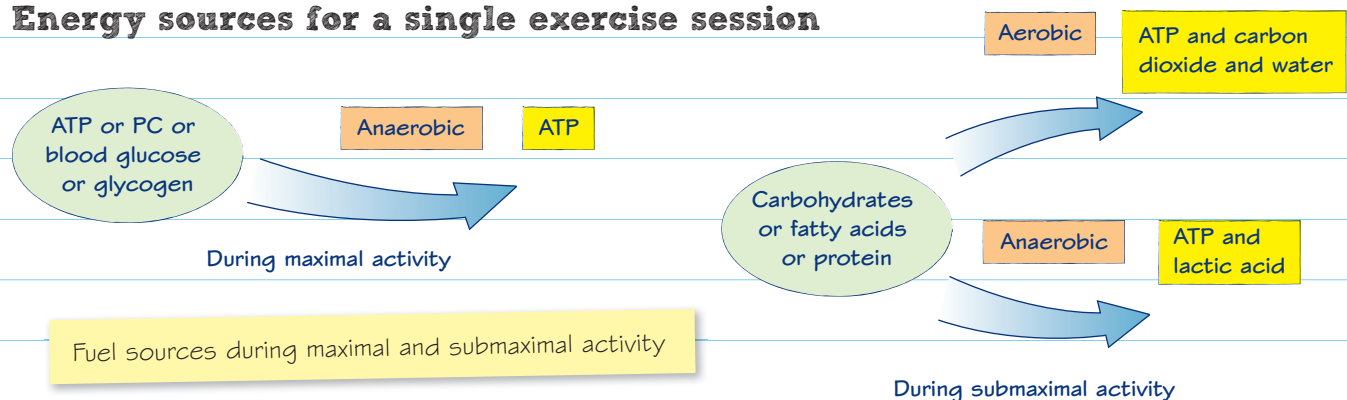 Energy sources for a single exercise session
ATP or PC or
blood glucose
or glycogen
Anaerobic
ATP
During maximal activity
Fuel sources during maximal and submaximal activity
Carbohydrates
or fatty acids
or protein
Aerobic
ATP and carbon
dioxide and water
Anaerobic
ATP and
lactic acid
During submaximal activity